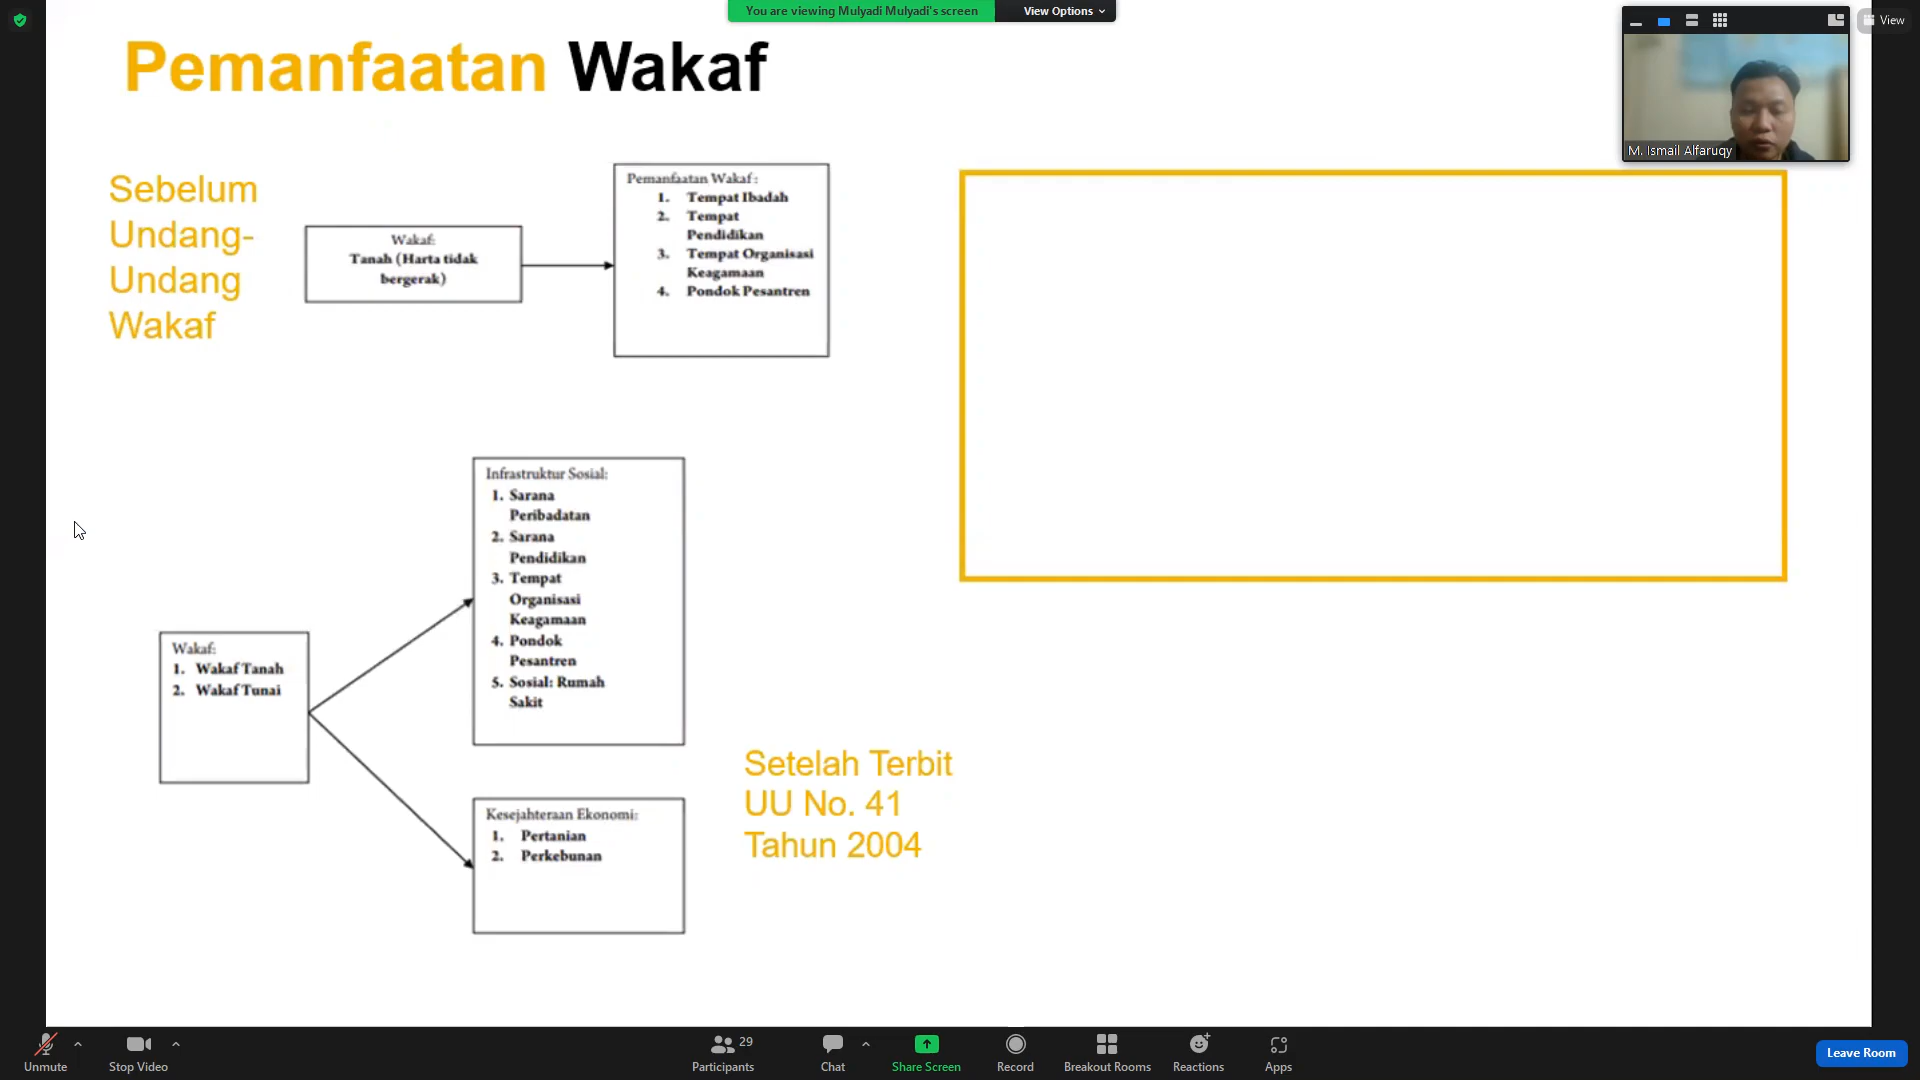 You are viewing Mulyadi Mulyadi's screen
View Options
View
Pemanfaatan Wakaf
M. Ismail Alfaruqy
Sebelum
Undang-
Undang
Wakaf
Wakaf:
Tanah (Harta tidak
bergerak)
Pemanfaatan Wakaf :
1. Tempat Ibadah
2. Tempat
Pendidikan
3. Tempat Organisasi
Keagamaan
4. Pondok Pesantren
Infrastruktur Sosial:
1. Sarana
Peribadatan
2. Sarana
Pendidikan
3. Tempat
Organisasi
Keagamaan
4. Pondok
Pesantren
5. Sosial: Rumah
Sakit
Wakaf:
1. Wakaf Tanah
2. Wakaf Tunai
Kesejahteraan Ekonomi:
1. Pertanian
2. Perkebunan
Setelah Terbit
UU No. 41
Tahun 2004
Unmute
Stop Video
29
Participants
Chat
Share Screen
Record
Breakout Rooms
Reactions
Apps
Leave Room